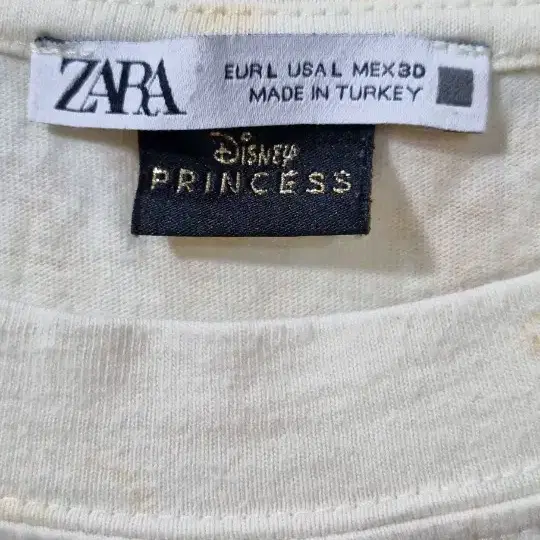 ZARA
EUR L USA L MEX 30
MADE IN TURKEY
Disney
PRINCESS